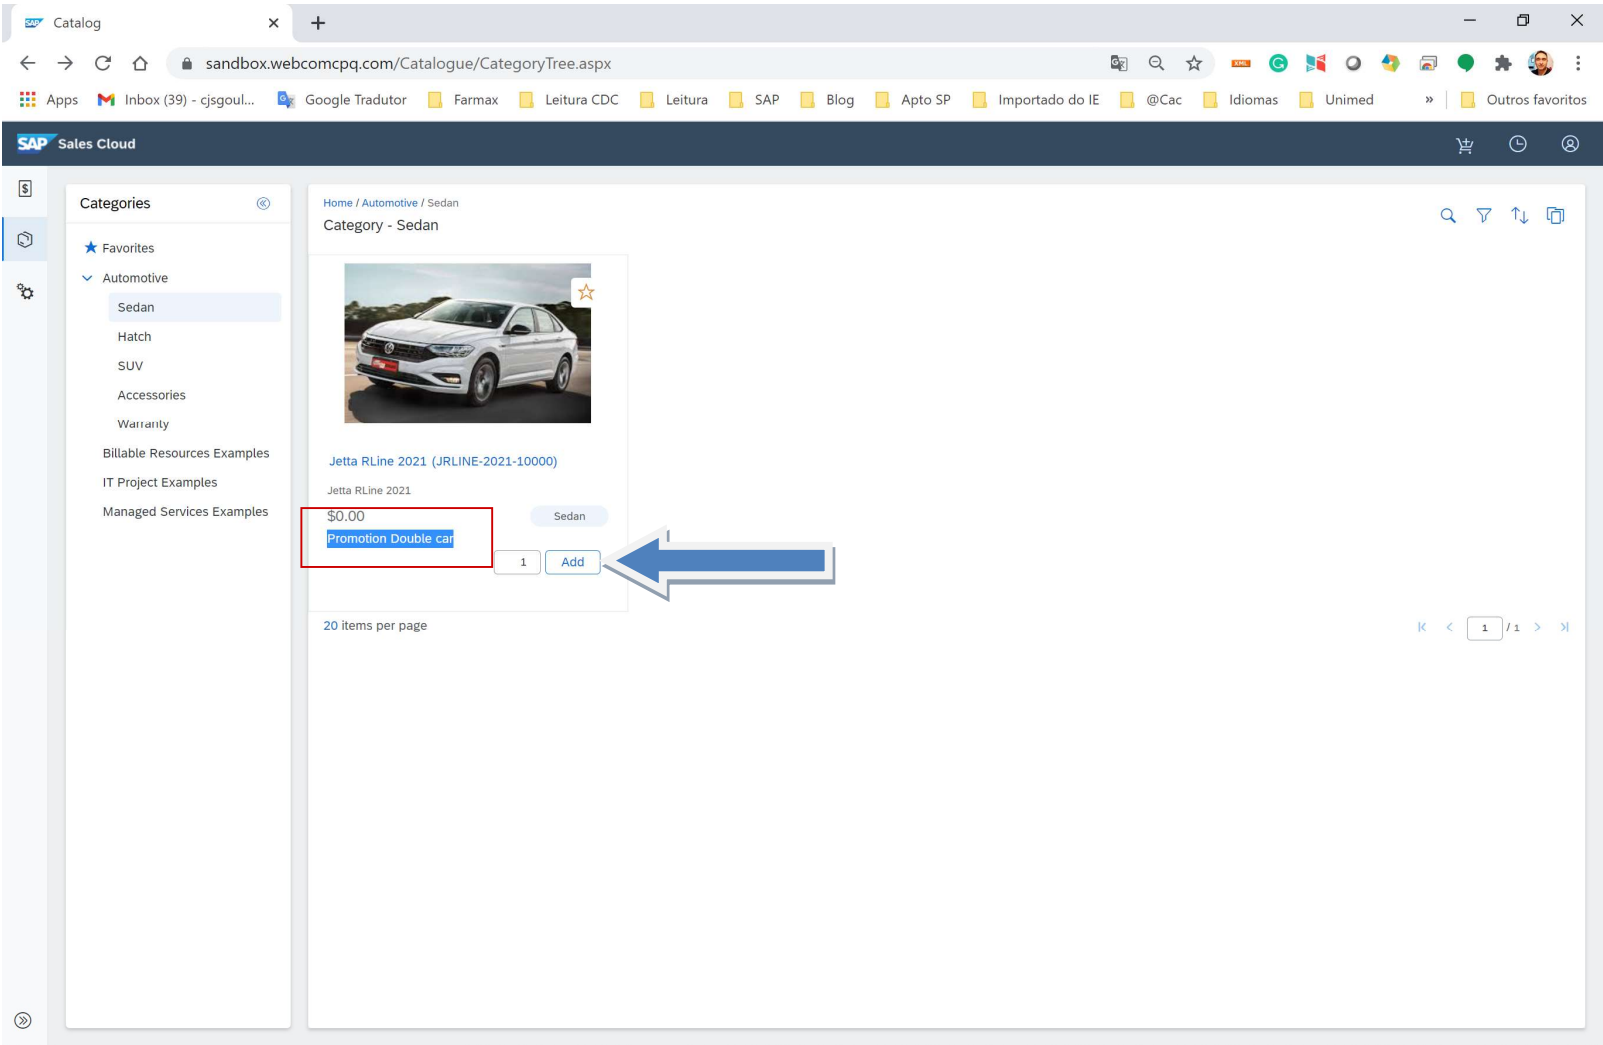 SAP Catalog
sandbox.webcomcpq.com/Catalogue/CategoryTree.aspx
XML
Apps
Inbox (39) - cjsgoul...
Google Tradutor
Farmax
Leitura CDC
Leitura
SAP
Blog
Apto SP
Importado do IE
@Cac
Idiomas
Unimed
»
Outros favoritos
SAP Sales Cloud
Categories
Favorites
Automotive
Sedan
Hatch
SUV
Accessories
Warranty
Billable Resources Examples
IT Project Examples
Managed Services Examples
Home / Automotive / Sedan
Category - Sedan
Jetta RLine 2021 (JRLINE-2021-10000)
Jetta RLine 2021
$0.00
Sedan
Promotion Double car
1
Add
20 items per page
1 / 1